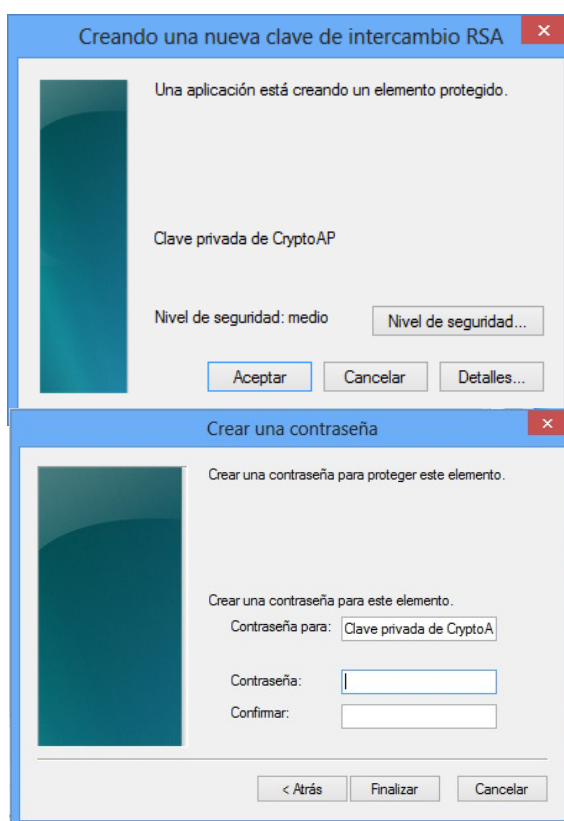 Creando una nueva clave de intercambio RSA
Una aplicación está creando un elemento protegido.
Clave privada de CryptoAP
Nivel de seguridad: medio
Nivel de seguridad...
Aceptar
Cancelar
Detalles...
Crear una contraseña
Crear una contraseña para proteger este elemento.
Crear una contraseña para este elemento.
Contraseña para: Clave privada de CryptoA
Contraseña:
Confirmar:
< Atrás
Finalizar
Cancelar